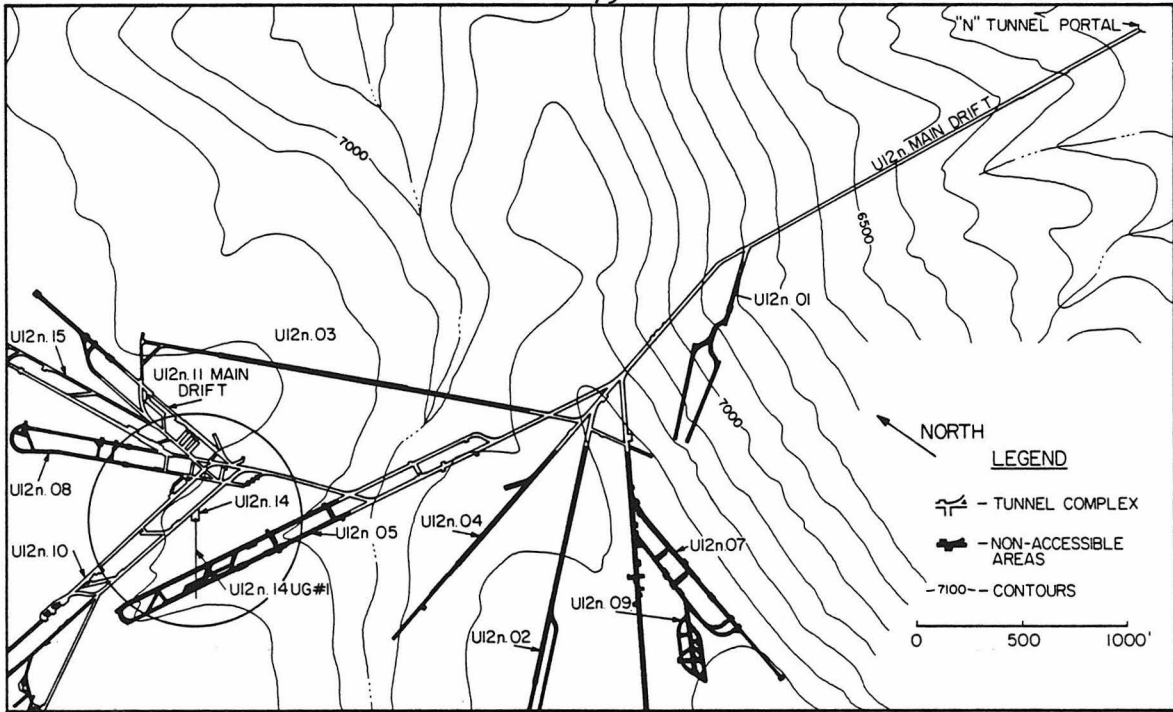 "N" TUNNEL PORTAL
U12n MAIN DRIFT
7000
6500
U12n. 01
U12n. 03
U12n. 15
U12n. 11 MAIN
DRIFT
7000
NORTH
LEGEND
U12n. 08
U12n. 14
- TUNNEL COMPLEX
U12n. 05
U12n. 04
U12n. 07
- NON-ACCESSIBLE
AREAS
U12n. 10
U12n. 14 UG#1
-7100-- CONTOURS
U12n. 09
U12n. 02
0 500 1000'